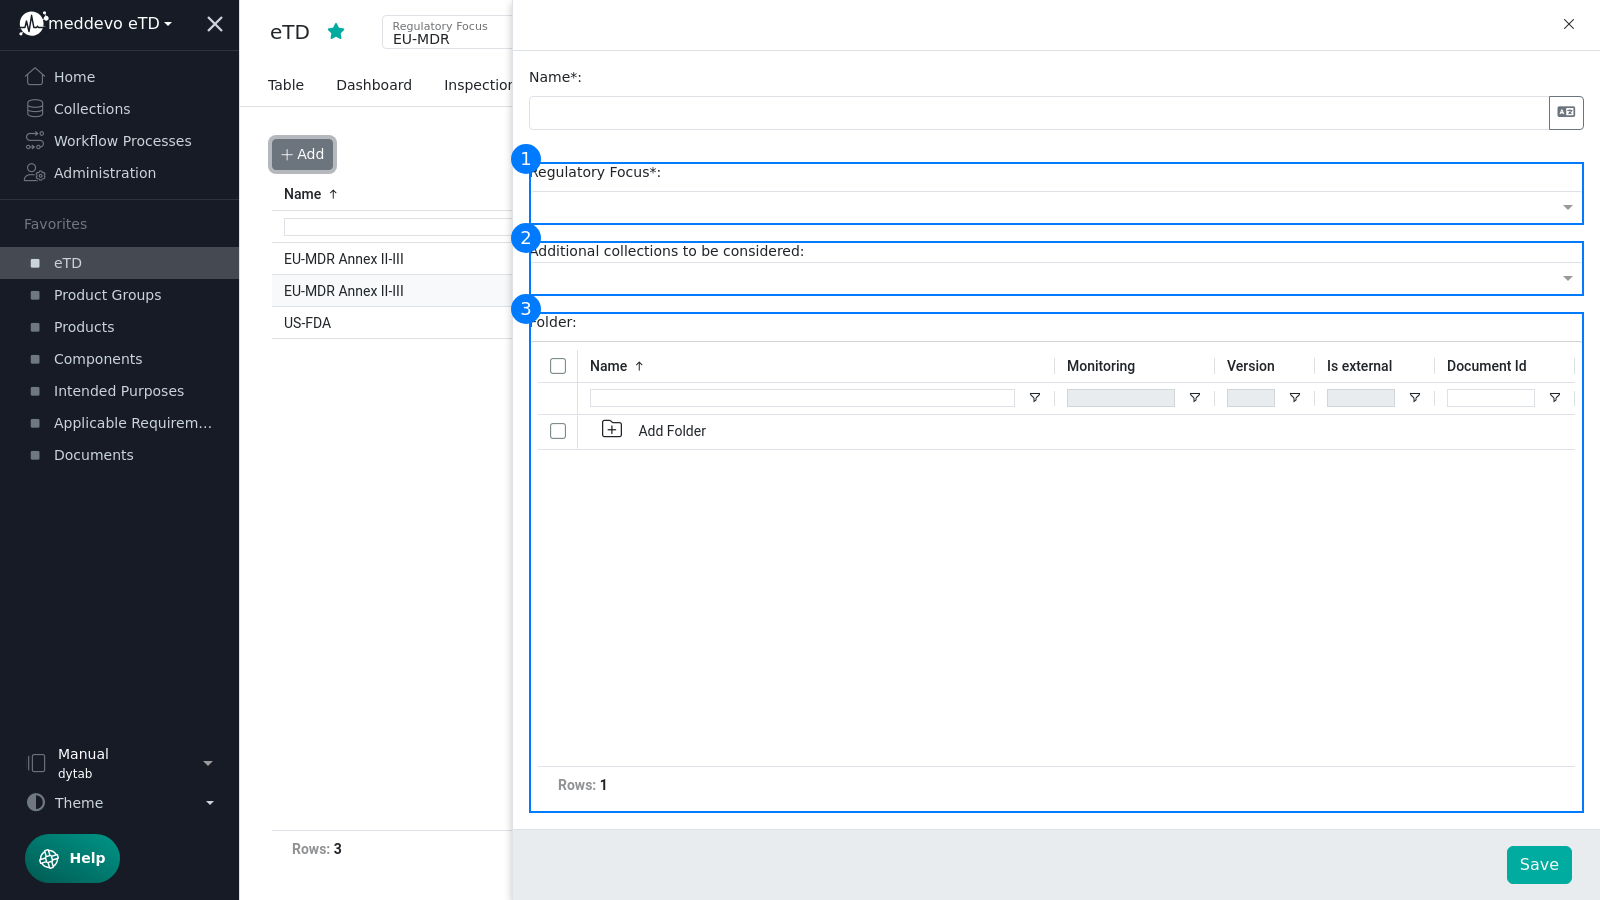 meddevo eTD
Home
Collections
Workflow Processes
Administration
Favorites
eTD
Product Groups
Products
Components
Intended Purposes
Applicable Requirem...
Documents
Manual
dytab
Theme
Help
eTD
Regulatory Focus
EU-MDR
Table
Dashboard
Inspection
Add
Name ↑
EU-MDR Annex II-III
EU-MDR Annex II-III
US-FDA
Rows: 3
Name*:
1
Regulatory Focus*:
2
Additional collections to be considered:
3
Folder:
Name ↑ Monitoring Version Is external Document Id
Add Folder
Rows: 1
Save